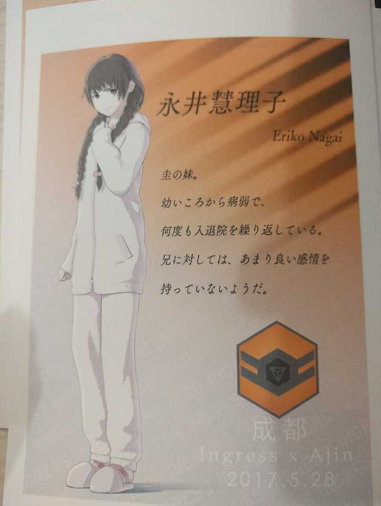 永井慧理子
Eriko Nagai
圭の妹。
幼いころから病弱で、
何度も入退院を繰り返している。
兄に対しては、あまり良い感情を
持っていないようだ。
成都
Ingress x Ajin
2017.5.28